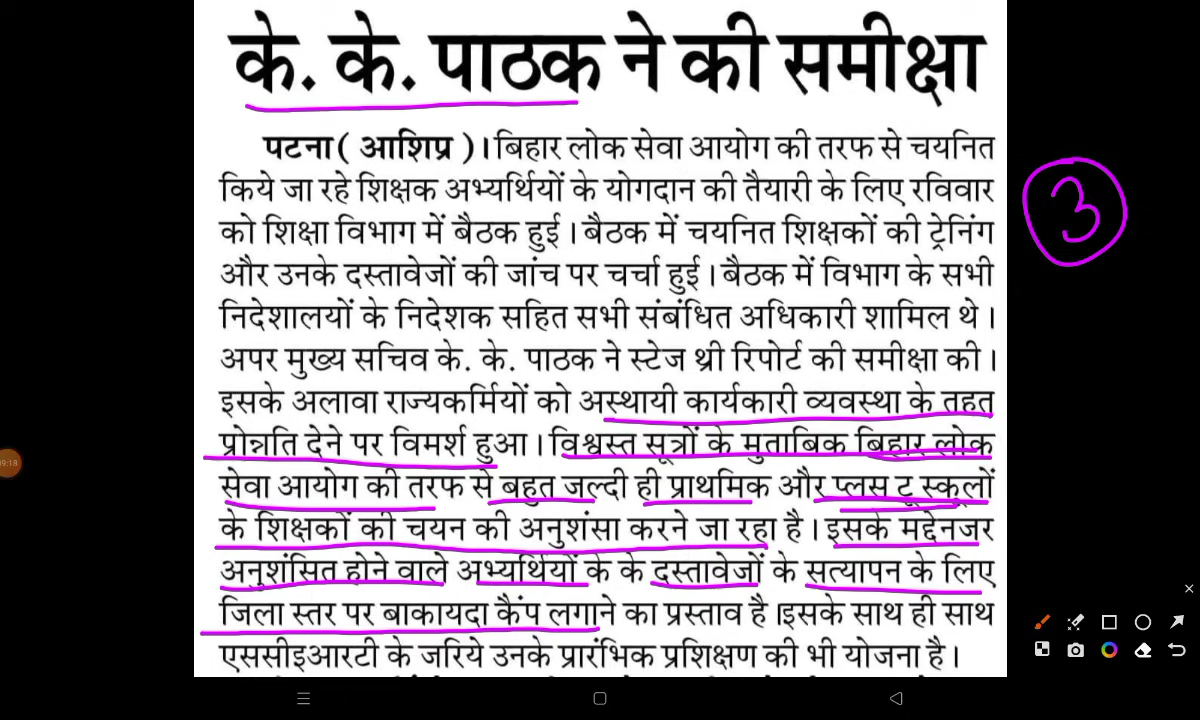 के. के. पाठक ने की समीक्षा
पटना ( आशिप्र )। बिहार लोक सेवा आयोग की तरफ से चयनित
किये जा रहे शिक्षक अभ्यर्थियों के योगदान की तैयारी के लिए रविवार
को शिक्षा विभाग में बैठक हुई । बैठक में चयनित शिक्षकों की ट्रेनिंग
और उनके दस्तावेजों की जांच पर चर्चा हुई । बैठक में विभाग के सभी
निदेशालयों के निदेशक सहित सभी संबंधित अधिकारी शामिल थे ।
अपर मुख्य सचिव के. के. पाठक ने स्टेज थ्री रिपोर्ट की समीक्षा की ।
इसके अलावा राज्यकर्मियों को अस्थायी कार्यकारी व्यवस्था के तहत
प्रोन्नति देने पर विमर्श हुआ । विश्वस्त सूत्रों के मुताबिक बिहार लोक
सेवा आयोग की तरफ से बहुत जल्दी ही प्राथमिक और प्लस टू स्कूलों
के शिक्षकों की चयन की अनुशंसा करने जा रहा है । इसके मद्देनजर
अनुशंसित होने वाले अभ्यर्थियों के के दस्तावेजों के सत्यापन के लिए
जिला स्तर पर बाकायदा कैंप लगाने का प्रस्ताव है ।इसके साथ ही साथ
एससीइआरटी के जरिये उनके प्रारंभिक प्रशिक्षण की भी योजना है ।
3
09:18